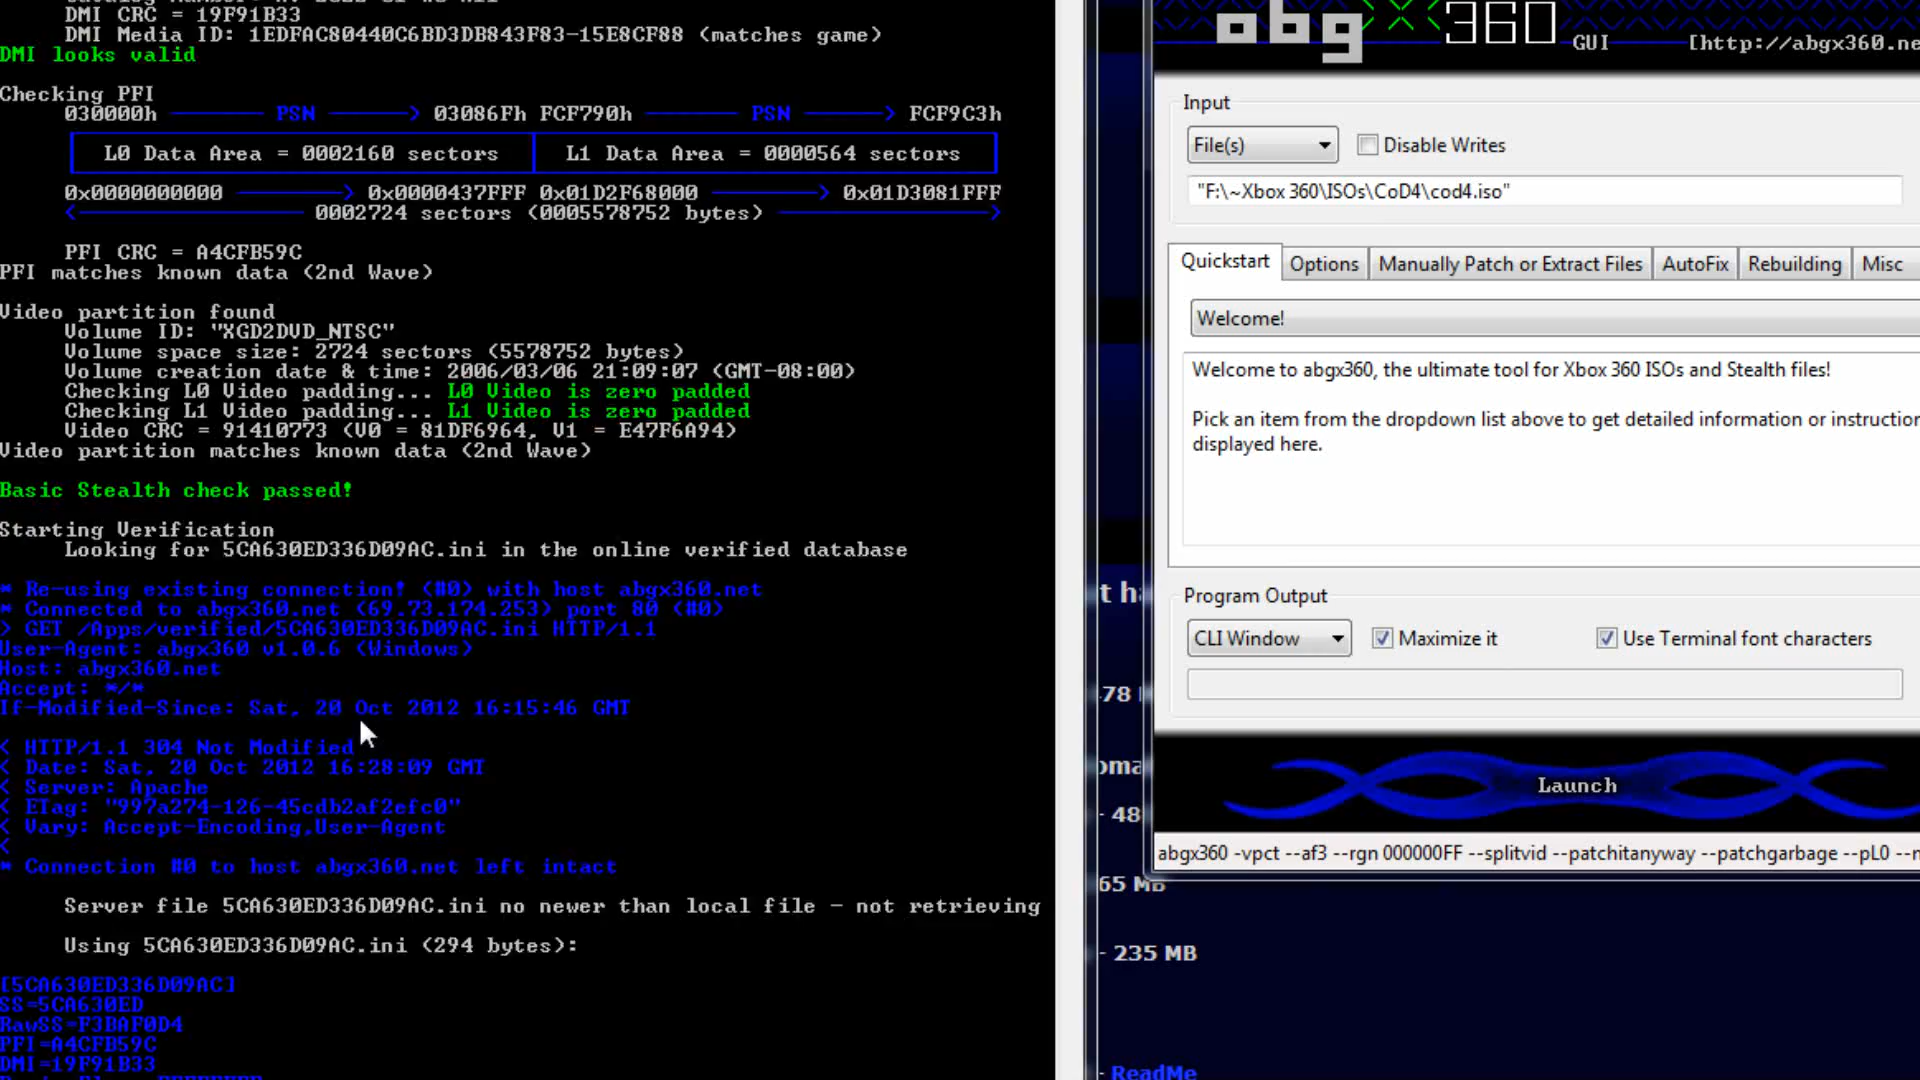 DMI CRC = 19F91B33
DMI Media ID: 1EDFAC80440C6BD3DB843F83-15E8CF88 (matches game)
DMI looks valid
Checking PFI
030000h PSN 03086Fh FCF790h PSN FCF9C3h
L0 Data Area = 0002160 sectors L1 Data Area = 0000564 sectors
0x0000000000 0x0000437FFF 0x01D2F68000 0x01D3081FFF
0002724 sectors (0005578752 bytes)
PFI CRC = A4CFB59C
PFI matches known data (2nd Wave)
Video partition found
Volume ID: "XGD2DVD_NTSC"
Volume space size: 2724 sectors (5578752 bytes)
Volume creation date & time: 2006/03/06 21:09:07 (GMT-08:00)
Checking L0 Video padding... L0 Video is zero padded
Checking L1 Video padding... L1 Video is zero padded
Video CRC = 91410773 (V0 = 81DF6964, V1 = E47F6A94)
Video partition matches known data (2nd Wave)
Basic Stealth check passed!
Starting Verification
Looking for 5CA630ED336D09AC.ini in the online verified database
* Re-using existing connection! (#0) with host abgx360.net
* Connected to abgx360.net (69.73.174.253) port 80 (#0)
> GET /Apps/verified/5CA630ED336D09AC.ini HTTP/1.1
User-Agent: abgx360 v1.0.6 (Windows)
Host: abgx360.net
Accept: */*
If-Modified-Since: Sat, 20 Oct 2012 16:15:46 GMT
< HTTP/1.1 304 Not Modified
< Date: Sat, 20 Oct 2012 16:28:09 GMT
< Server: Apache
< ETag: "997a274-126-45cdb2af2efc0"
< Vary: Accept-Encoding,User-Agent
<
* Connection #0 to host abgx360.net left intact
Server file 5CA630ED336D09AC.ini no newer than local file - not retrieving
Using 5CA630ED336D09AC.ini (294 bytes):
[5CA630ED336D09AC]
SS=5CA630ED
RawSS=F3BAF0D4
PFI=A4CFB59C
DMI=19F91B33
abgx360 GUI [http://abgx360.ne
Input
File(s) Disable Writes
"F:\~Xbox 360\ISOs\CoD4\cod4.iso"
Quickstart Options Manually Patch or Extract Files AutoFix Rebuilding Misc
Welcome!
Welcome to abgx360, the ultimate tool for Xbox 360 ISOs and Stealth files!
Pick an item from the dropdown list above to get detailed information or instruction
displayed here.
Program Output
CLI Window Maximize it Use Terminal font characters
Launch
abgx360 -vpct --af3 --rgn 000000FF --splitvid --patchitanyway --patchgarbage --pL0 --n
t ha
78
oma
- 48
65 MB
- 235 MB
- ReadMe